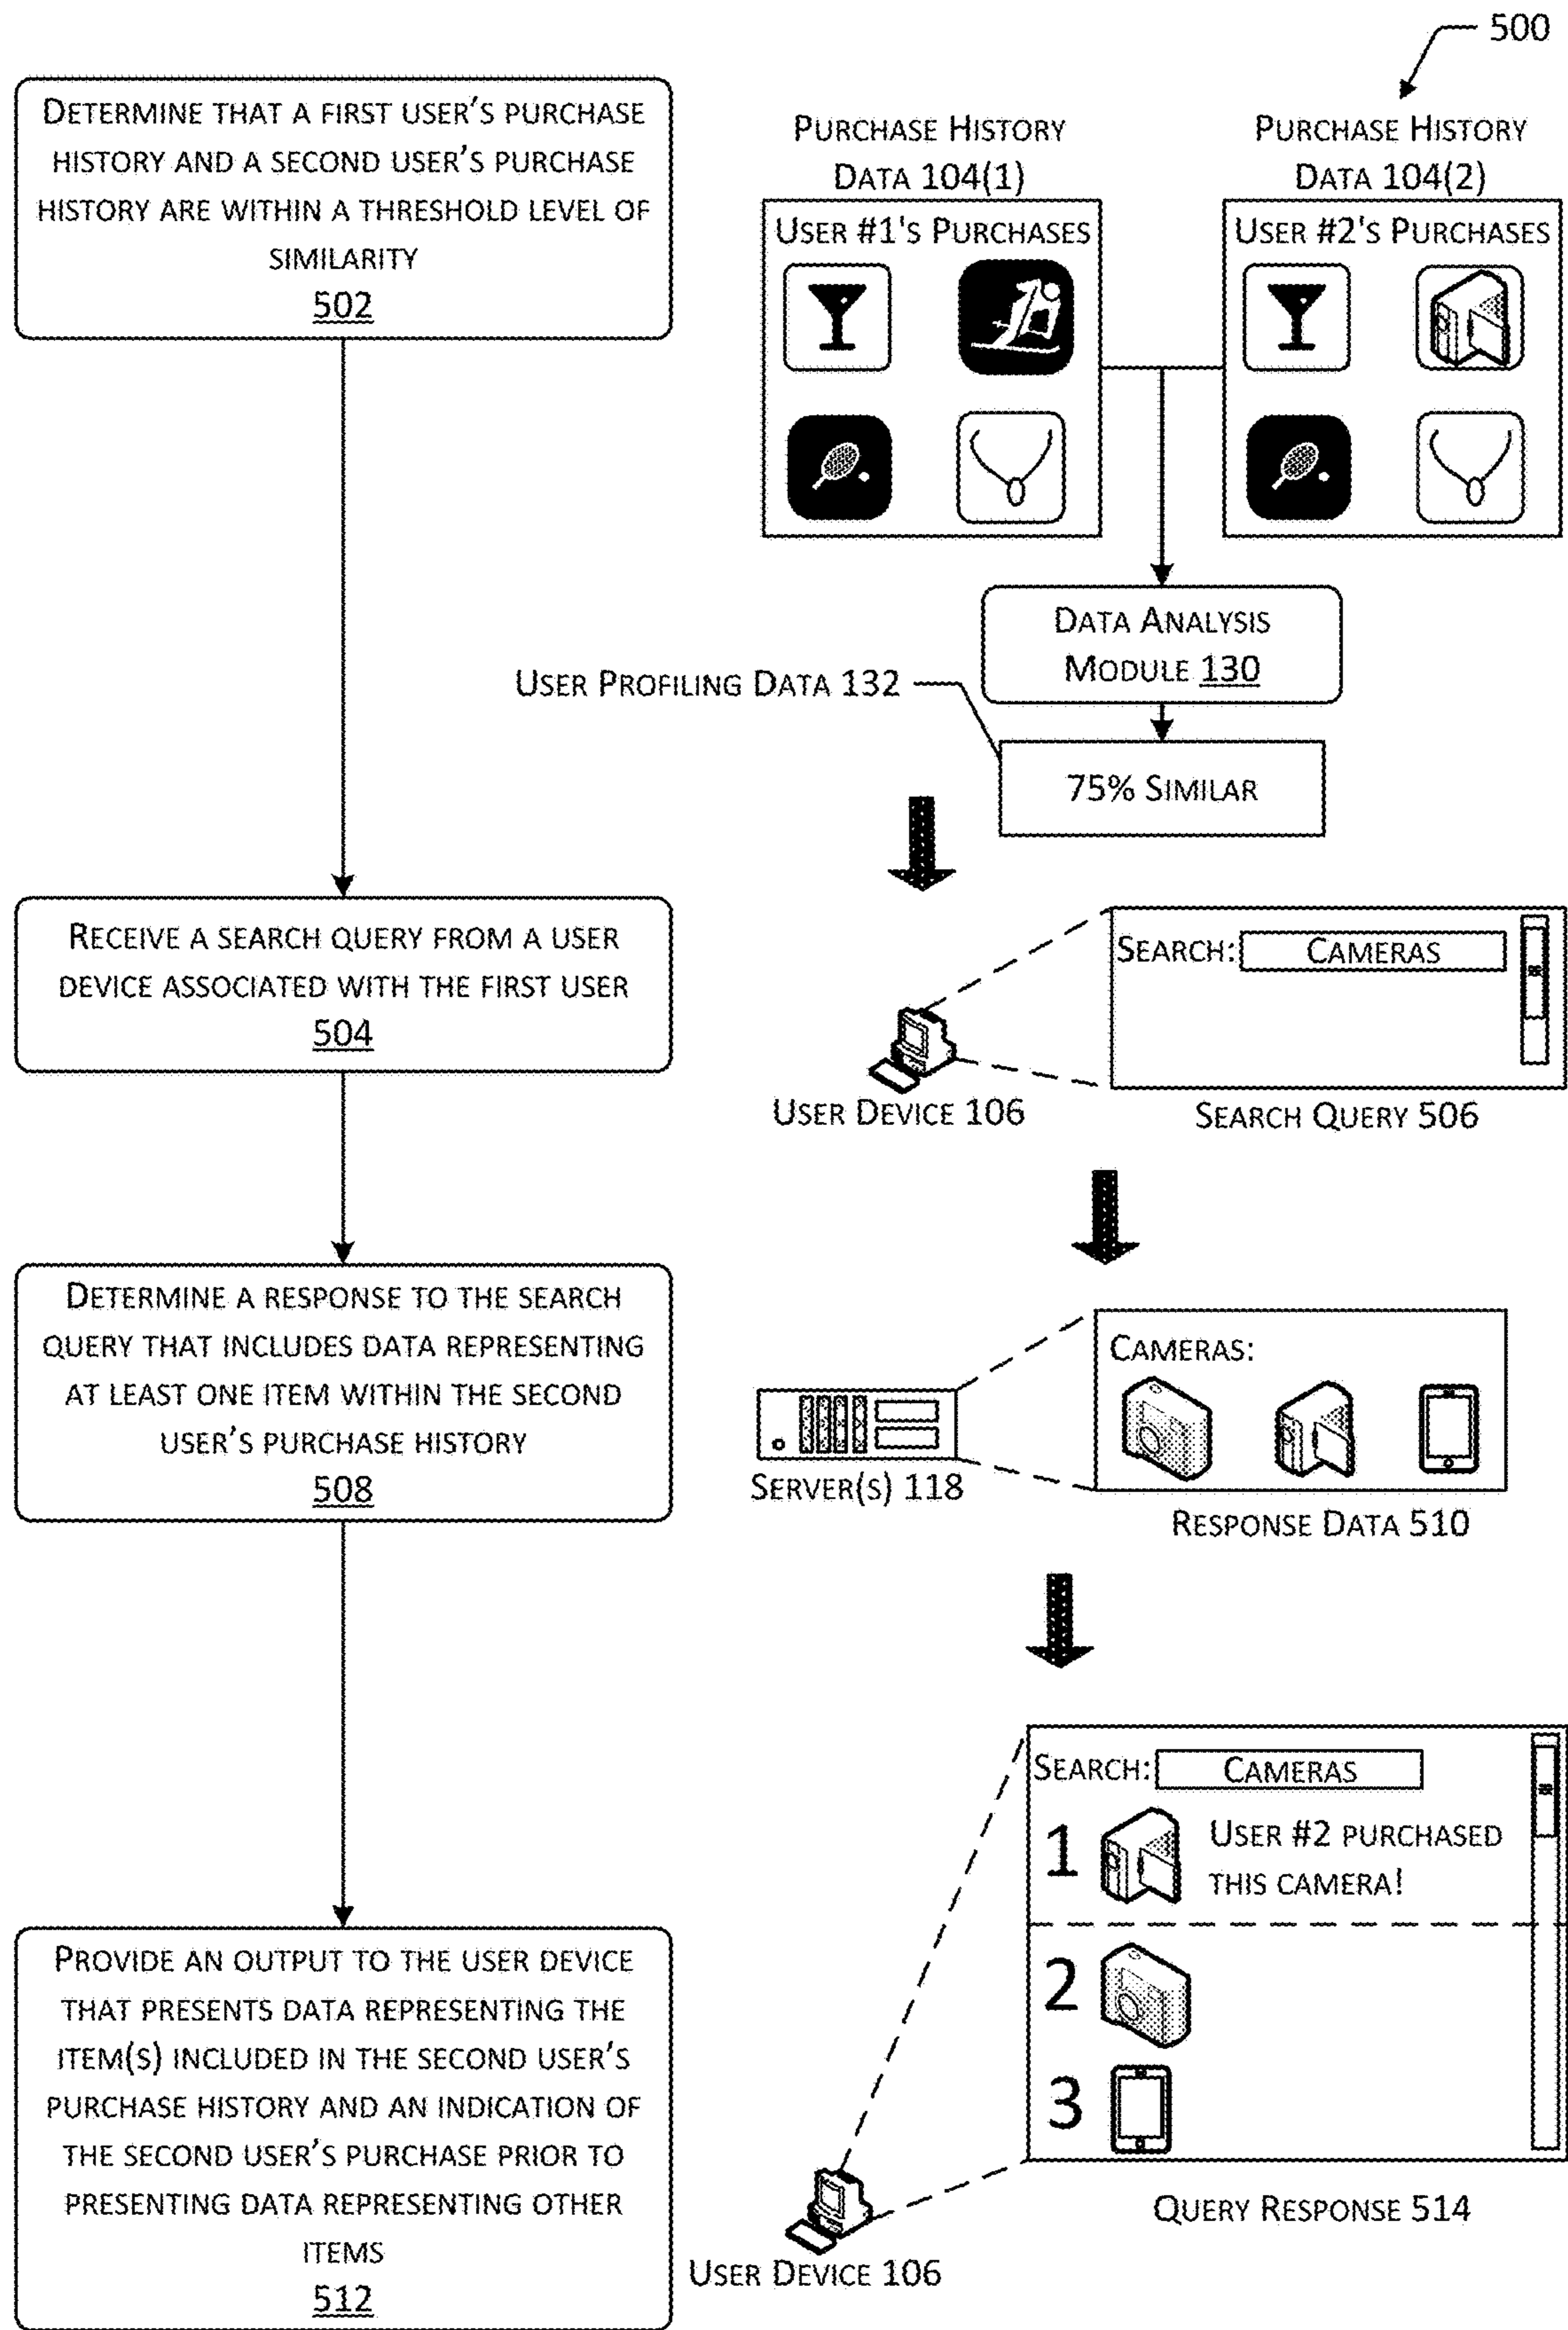 500
DETERMINE THAT A FIRST USER'S PURCHASE
HISTORY AND A SECOND USER'S PURCHASE
HISTORY ARE WITHIN A THRESHOLD LEVEL OF
SIMILARITY
502
PURCHASE HISTORY
DATA 104(1)
USER #1'S PURCHASES
PURCHASE HISTORY
DATA 104(2)
USER #2'S PURCHASES
DATA ANALYSIS
MODULE 130
USER PROFILING DATA 132
75% SIMILAR
RECEIVE A SEARCH QUERY FROM A USER
DEVICE ASSOCIATED WITH THE FIRST USER
504
SEARCH: CAMERAS
USER DEVICE 106
SEARCH QUERY 506
DETERMINE A RESPONSE TO THE SEARCH
QUERY THAT INCLUDES DATA REPRESENTING
AT LEAST ONE ITEM WITHIN THE SECOND
USER'S PURCHASE HISTORY
508
CAMERAS:
SERVER(S) 118
RESPONSE DATA 510
PROVIDE AN OUTPUT TO THE USER DEVICE
THAT PRESENTS DATA REPRESENTING THE
ITEM(S) INCLUDED IN THE SECOND USER'S
PURCHASE HISTORY AND AN INDICATION OF
THE SECOND USER'S PURCHASE PRIOR TO
PRESENTING DATA REPRESENTING OTHER
ITEMS
512
SEARCH: CAMERAS
1 USER #2 PURCHASED
THIS CAMERA!
2
3
USER DEVICE 106
QUERY RESPONSE 514